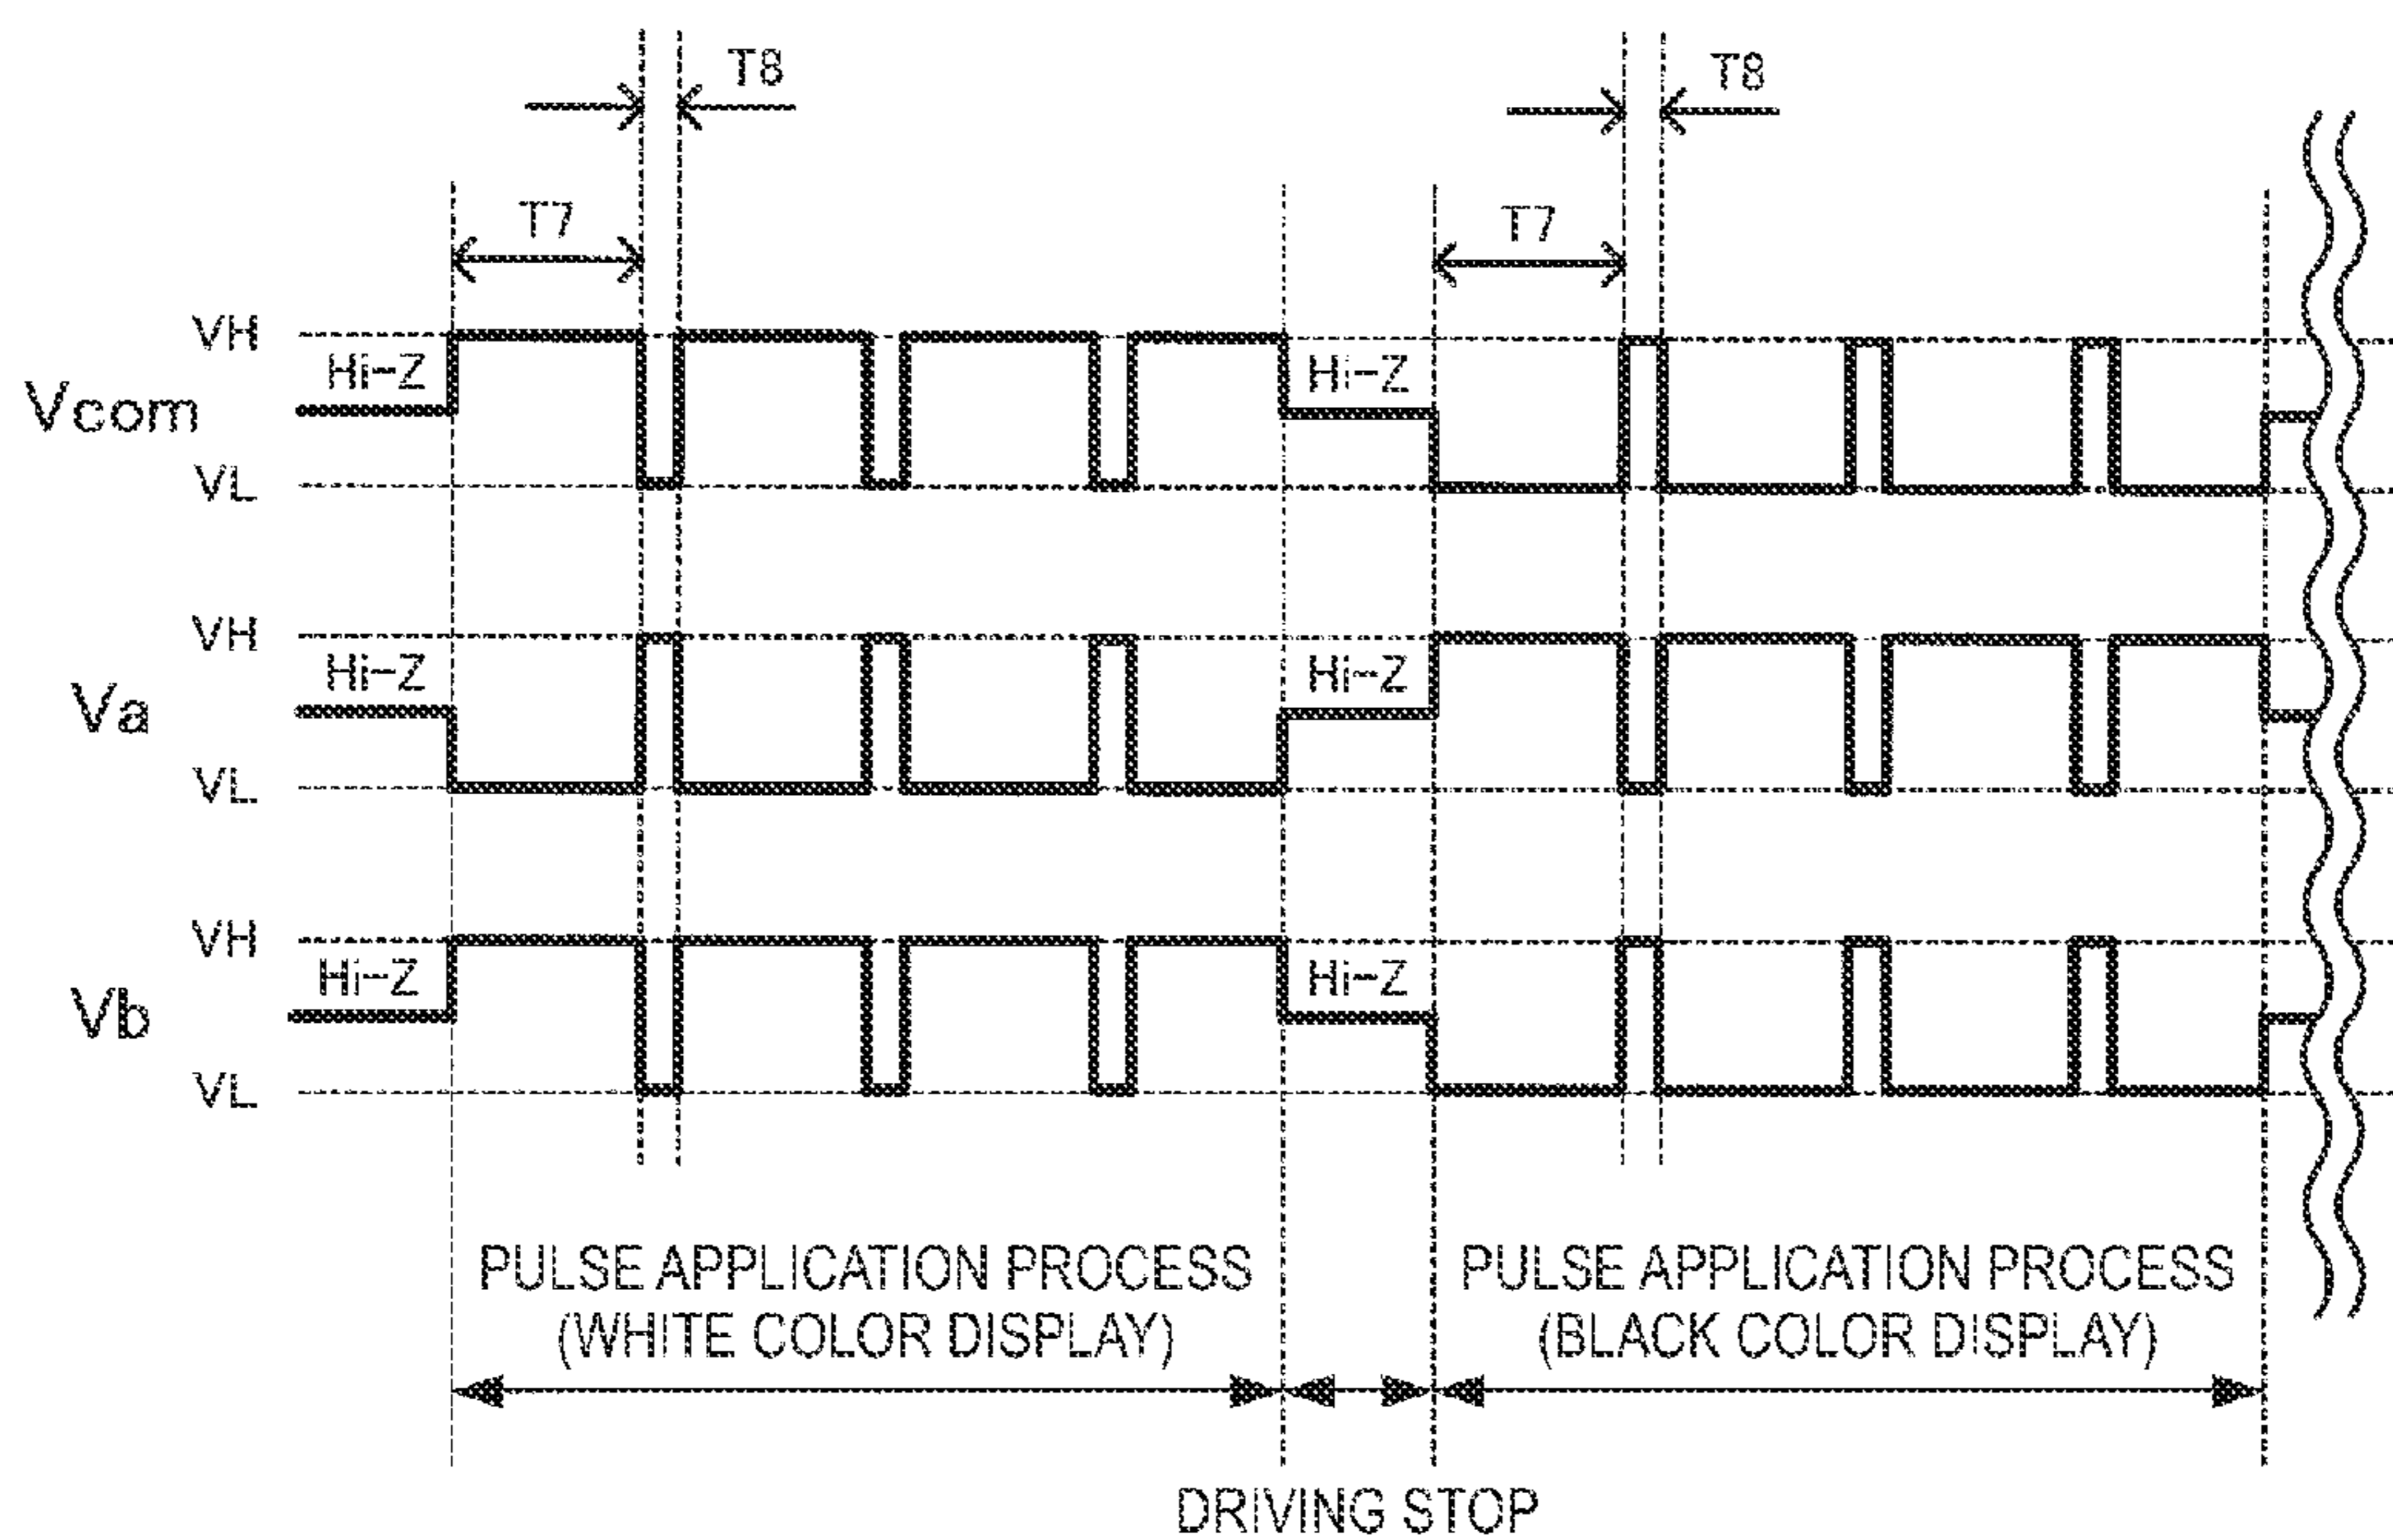 T8
T8
T7
T7
VH
Hi-Z
Hi-Z
Vcom
VL
VH
Hi-Z
Hi-Z
Va
VL
VH
Hi-Z
Hi-Z
Vb
VL
PULSE APPLICATION PROCESS
(WHITE COLOR DISPLAY)
PULSE APPLICATION PROCESS
(BLACK COLOR DISPLAY)
DRIVING STOP